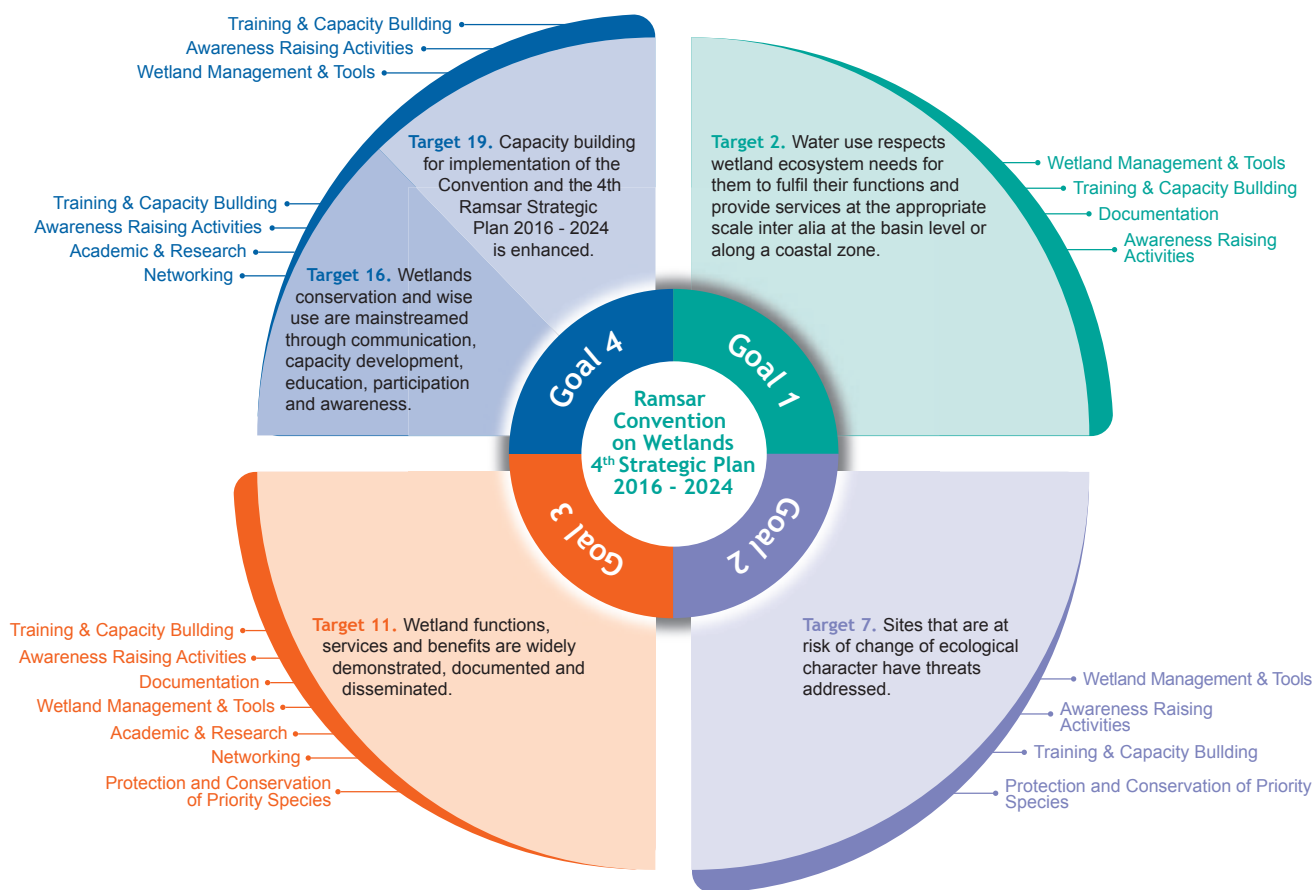 Training & Capacity Bullding
Awareness Raising Activities
Wetland Management & Tools
Target 19. Capacity building
for implementation of the
Convention and the 4th
Ramsar Strategic
Plan 2016 - 2024
is enhanced.
Training & Capacity Bullding
Awareness Raising Activities
Academic & Research
Networking
Target 16. Wetlands
conservation and wise
use are mainstreamed
through communication,
capacity development,
education, participation
and awareness.
Target 2. Water use respects
wetland ecosystem needs for
them to fulfil their functions and
provide services at the appropriate
scale inter alia at the basin level or
along a coastal zone.
Wetland Management & Tools
Training & Capacity Bullding
Documentation
Awareness Raising
Activities
Goal 4
Goal 1
Ramsar
Convention
on Wetlands
4th Strategic Plan
2016 - 2024
Goal 3
Goal 2
Training & Capacity Bullding
Awareness Raising Activities
Documentation
Wetland Management & Tools
Academic & Research
Networking
Protection and Conservation
of Priority Species
Target 11. Wetland functions,
services and benefits are widely
demonstrated, documented and
disseminated.
Target 7. Sites that are at
risk of change of ecological
character have threats
addressed.
Wetland Management & Tools
Awareness Raising
Activities
Training & Capacity Bullding
Protection and Conservation of Priority
Species